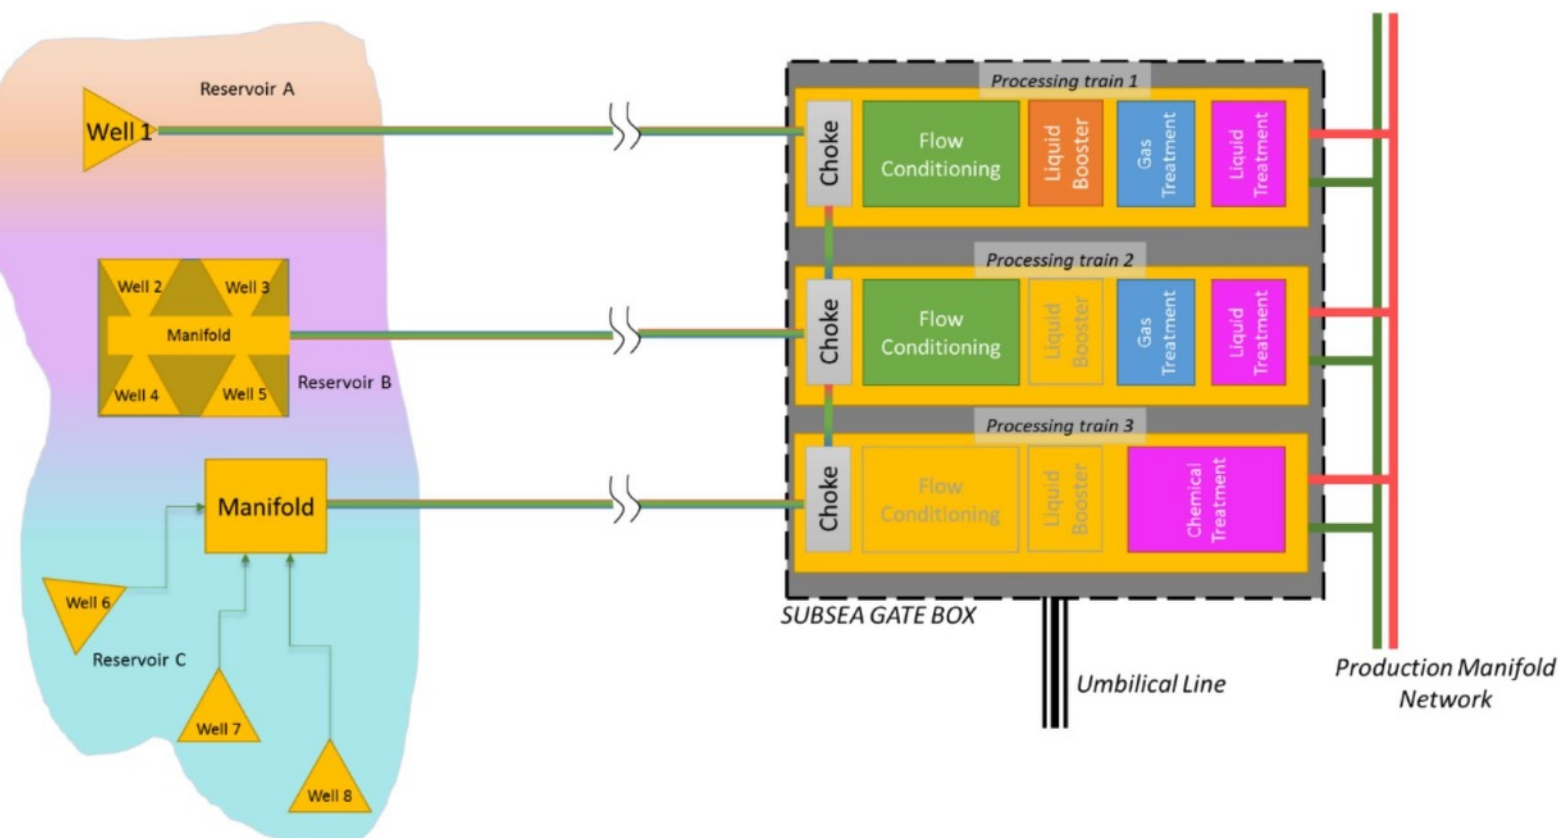 Reservoir A
Well 1
Well 2
Well 3
Manifold
Well 4
Well 5
Reservoir B
Manifold
Well 6
Reservoir C
Well 7
Well 8
Processing train 1
Choke
Flow
Conditioning
Liquid
Booster
Gas
Treatment
Liquid
Treatment
Processing train 2
Choke
Flow
Conditioning
Liquid
Booster
Gas
Treatment
Liquid
Treatment
Processing train 3
Choke
Flow
Conditioning
Liquid
Booster
Chemical
Treatment
SUBSEA GATE BOX
Umbilical Line
Production Manifold
Network